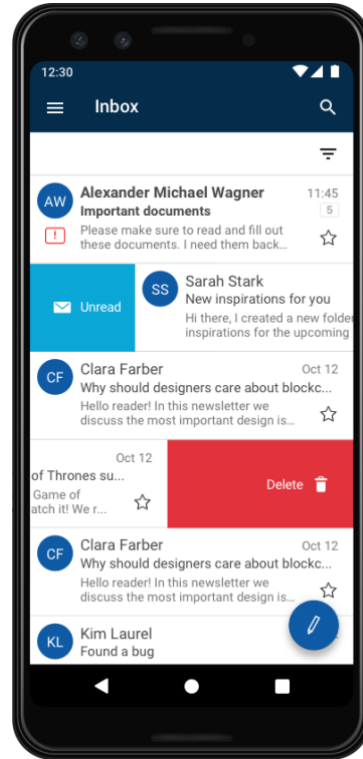 12:30
Inbox
AW
Alexander Michael Wagner
11:45
Important documents
5
!
Please make sure to read and fill out
these documents. I need them back...
Unread
SS
Sarah Stark
New inspirations for you
Hi there, I created a new folder
inspirations for the upcoming
CF
Clara Farber
Oct 12
Why should designers care about blockc...
Hello reader! In this newsletter we
discuss the most important design is...
Oct 12
of Thrones su...
Game of
atch it! We r...
Delete
CF
Clara Farber
Oct 12
Why should designers care about blockc...
Hello reader! In this newsletter we
discuss the most important design is...
KL
Kim Laurel
Found a bug